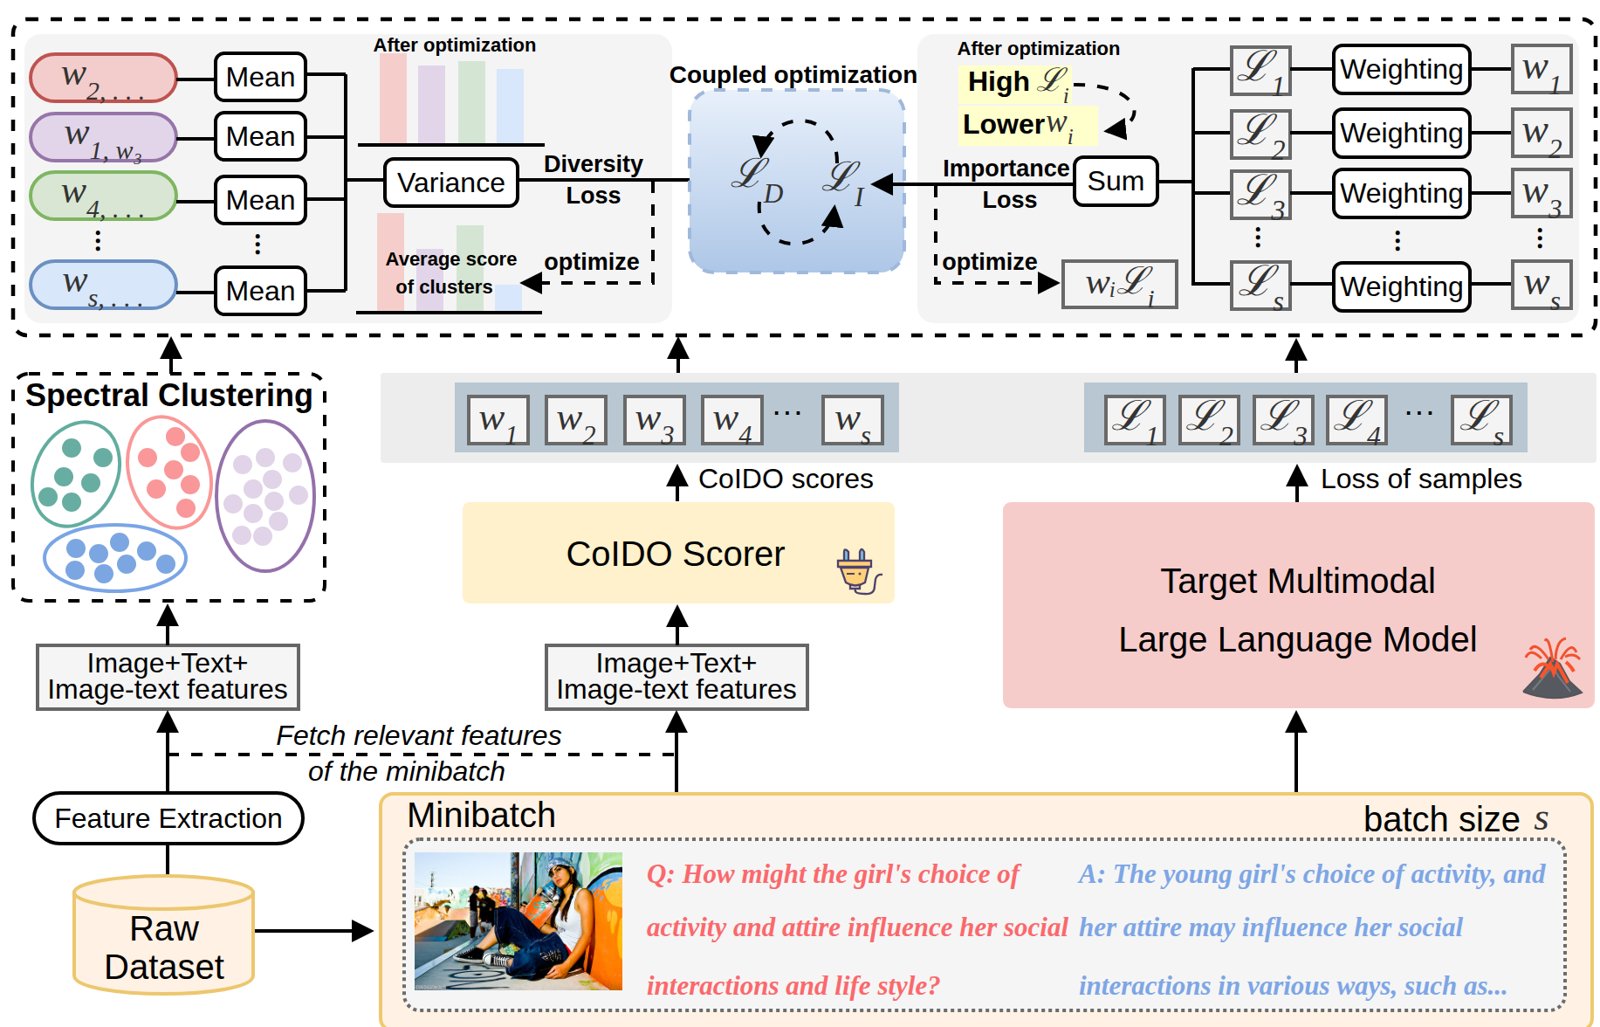 After optimization
Coupled optimization
After optimization
High ℒi
Lower wi
w2,...
Mean
w1, w3
Mean
w4,...
Mean
⋮
⋮
ws,...
Mean
Variance
Diversity
Loss
Average score
of clusters
optimize
ℒD
ℒI
Importance
Loss
Sum
optimize
wiℒi
ℒ1
Weighting
w1
ℒ2
Weighting
w2
ℒ3
Weighting
w3
⋮
⋮
⋮
ℒs
Weighting
ws
Spectral Clustering
w1 w2 w3 w4 ... ws
ℒ1 ℒ2 ℒ3 ℒ4 ... ℒs
CoIDO scores
Loss of samples
CoIDO Scorer
Target Multimodal
Large Language Model
Image+Text+
Image-text features
Image+Text+
Image-text features
Fetch relevant features
of the minibatch
Feature Extraction
Raw
Dataset
Minibatch
batch size s
Q: How might the girl's choice of
activity and attire influence her social
interactions and life style?
A: The young girl's choice of activity, and
her attire may influence her social
interactions in various ways, such as...